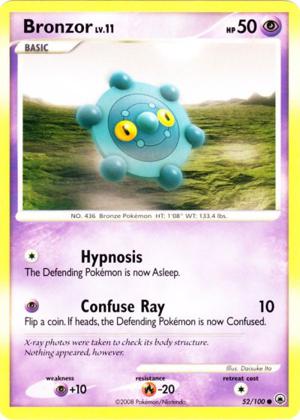 Bronzor LV.11 HP 50
BASIC
NO. 436 Bronze Pokémon HT: 1'08" WT: 133.4 lbs.
Hypnosis
The Defending Pokémon is now Asleep.
Confuse Ray 10
Flip a coin. If heads, the Defending Pokémon is now Confused.
X-ray photos were taken to check its body structure.
Nothing appeared, however.
Illus. Daisuke Ito
weakness resistance retreat cost
+10 -20
©2008 Pokémon/Nintendo 52/100